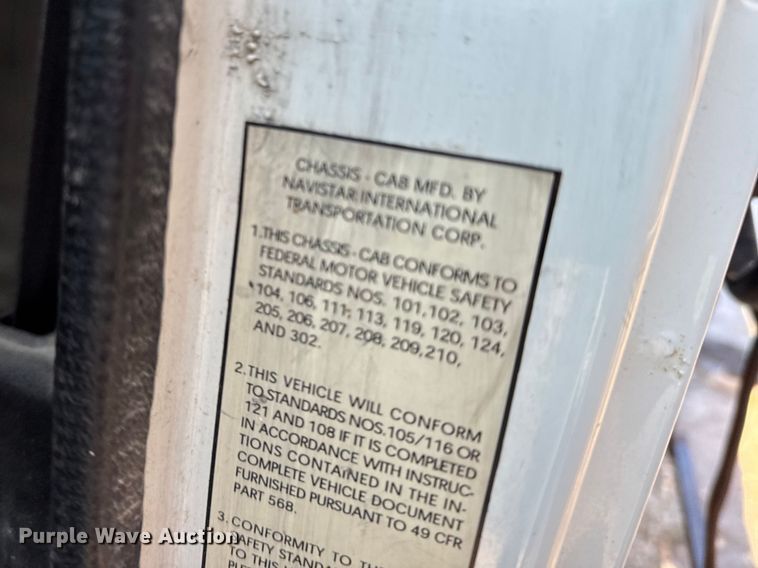 CHASSIS - CAB MFD. BY
NAVISTAR INTERNATIONAL
TRANSPORTATION CORP.
1.THIS CHASSIS - CAB CONFORMS TO
FEDERAL MOTOR VEHICLE SAFETY
STANDARDS NOS. 101, 102, 103,
104, 106, 111, 113, 119, 120, 124,
205, 206, 207, 208, 209, 210,
AND 302.
2. THIS VEHICLE WILL CONFORM
TO STANDARDS NOS. 105/116 OR
121 AND 108 IF IT IS COMPLETED
IN ACCORDANCE WITH INSTRUC-
TIONS CONTAINED IN THE IN-
COMPLETE VEHICLE DOCUMENT
FURNISHED PURSUANT TO 49 CFR
PART 568.
3. CONFORMITY TO
SAFETY
TO THIS
Purple Wave Auction